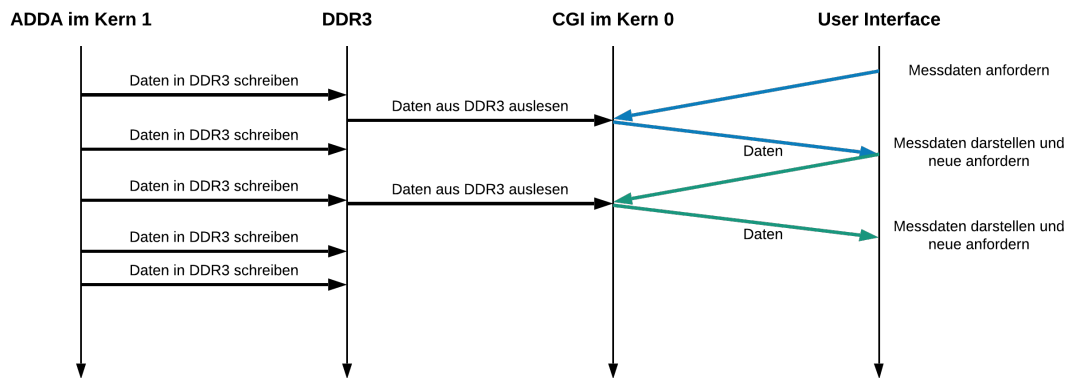 ADDA im Kern 1
DDR3
CGI im Kern 0
User Interface
Messdaten anfordern
Daten in DDR3 schreiben
Daten aus DDR3 auslesen
Daten in DDR3 schreiben
Daten
Messdaten darstellen und
neue anfordern
Daten in DDR3 schreiben
Daten aus DDR3 auslesen
Daten in DDR3 schreiben
Daten
Messdaten darstellen und
neue anfordern
Daten in DDR3 schreiben